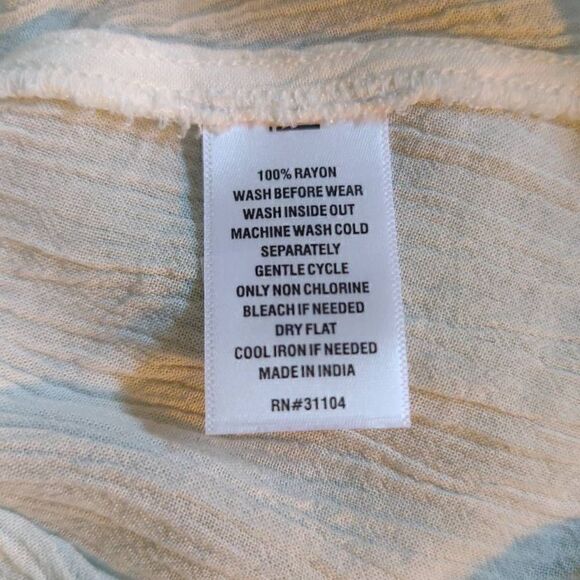 100% RAYON
WASH BEFORE WEAR
WASH INSIDE OUT
MACHINE WASH COLD
SEPARATELY
GENTLE CYCLE
ONLY NON CHLORINE
BLEACH IF NEEDED
DRY FLAT
COOL IRON IF NEEDED
MADE IN INDIA
RN#31104